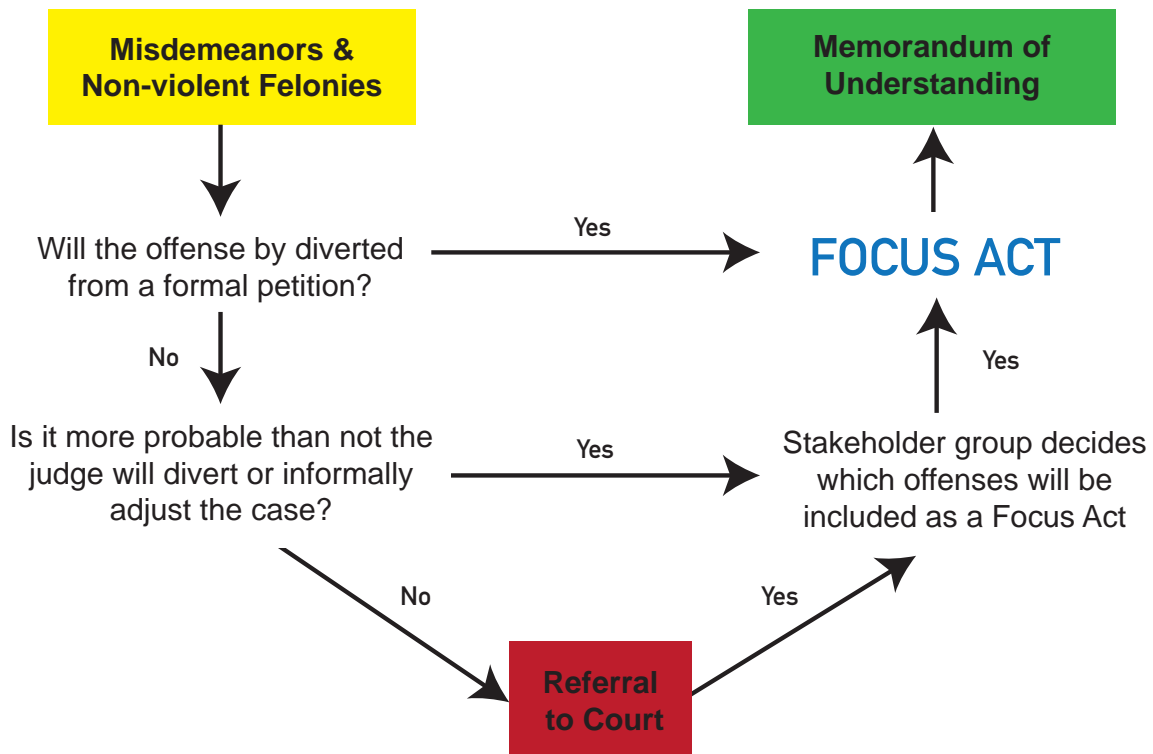 Misdemeanors &
Non-violent Felonies
Memorandum of
Understanding
Will the offense by diverted
from a formal petition?
Yes
FOCUS ACT
No
Yes
Is it more probable than not the
judge will divert or informally
adjust the case?
Yes
Stakeholder group decides
which offenses will be
included as a Focus Act
No
Yes
Referral
to Court